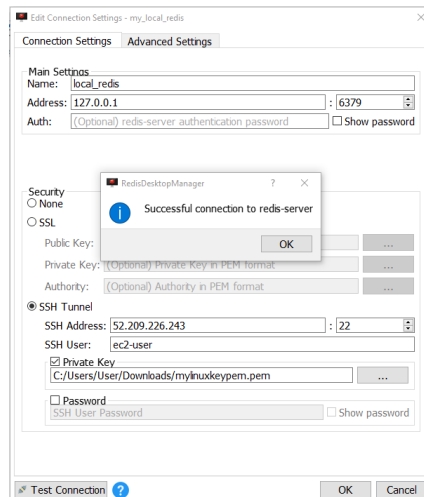 Edit Connection Settings - my_local_redis
Connection Settings Advanced Settings
Main Settings
Name: local_redis
Address: 127.0.0.1 : 6379
Auth: (Optional) redis-server authentication password Show password
RedisDesktopManager ?
Successful connection to redis-server
OK
Security
None
SSL
Public Key: ...
Private Key: (Optional) Private Key in PEM format ...
Authority: (Optional) Authority in PEM format ...
SSH Tunnel
SSH Address: 52.209.226.243 : 22
SSH User: ec2-user
Private Key
C:/Users/User/Downloads/mylinuxkeypem.pem ...
Password
SSH User Password Show password
Test Connection ? OK Cancel